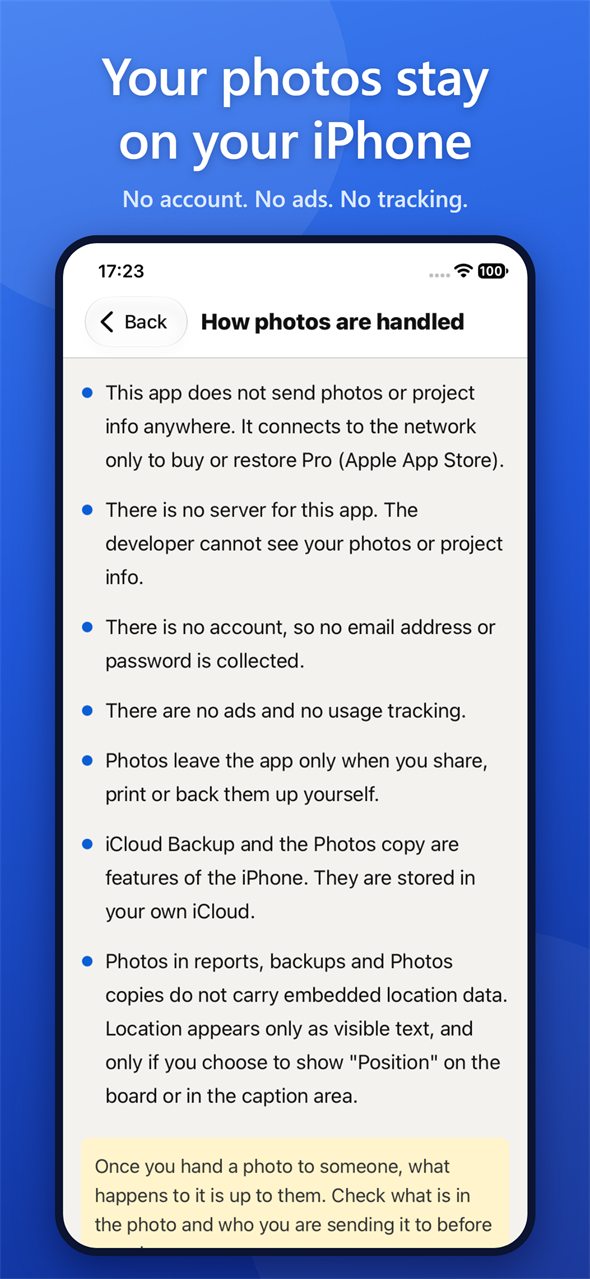 Your photos stay
on your iPhone
No account. No ads. No tracking.
17:23
100
Back
How photos are handled
This app does not send photos or project
info anywhere. It connects to the network
only to buy or restore Pro (Apple App Store).
There is no server for this app. The
developer cannot see your photos or project
info.
There is no account, so no email address or
password is collected.
There are no ads and no usage tracking.
Photos leave the app only when you share,
print or back them up yourself.
iCloud Backup and the Photos copy are
features of the iPhone. They are stored in
your own iCloud.
Photos in reports, backups and Photos
copies do not carry embedded location data.
Location appears only as visible text, and
only if you choose to show "Position" on the
board or in the caption area.
Once you hand a photo to someone, what
happens to it is up to them. Check what is in
the photo and who you are sending it to before